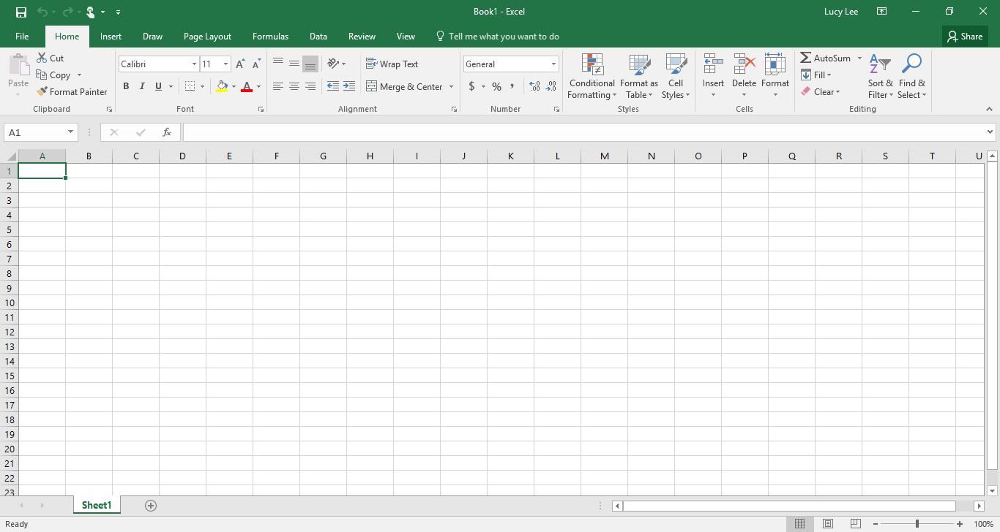 Book1 - Excel
Lucy Lee
File Home Insert Draw Page Layout Formulas Data Review View Tell me what you want to do Share
Paste
Cut
Copy
Format Painter
Clipboard
Calibri 11
B I U
Font
Wrap Text
Merge & Center
Alignment
General
$ % ,
Number
Conditional Formatting
Format as Table
Cell Styles
Styles
Insert
Delete
Format
Cells
AutoSum
Fill
Clear
Sort & Filter
Find & Select
Editing
A1
fx
A B C D E F G H I J K L M N O P Q R S T U
1
2
3
4
5
6
7
8
9
10
11
12
13
14
15
16
17
18
19
20
21
22
23
Sheet1
Ready
100%